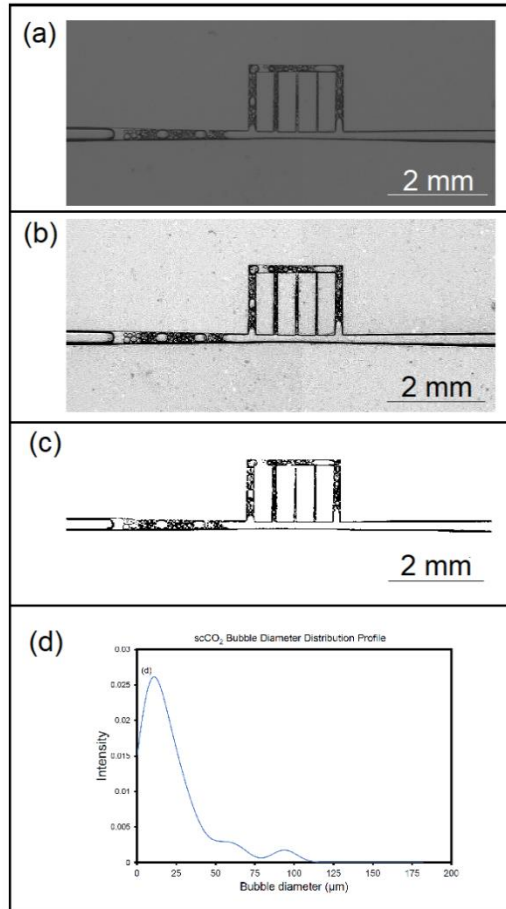 (a)
2 mm
(b)
2 mm
(c)
2 mm
(d)
scCO₂ Bubble Diameter Distribution Profile
0.03
(d)
0.025
0.02
Intensity
0.015
0.01
0.005
0
0 25 50 75 100 125 150 175 200
Bubble diameter (µm)